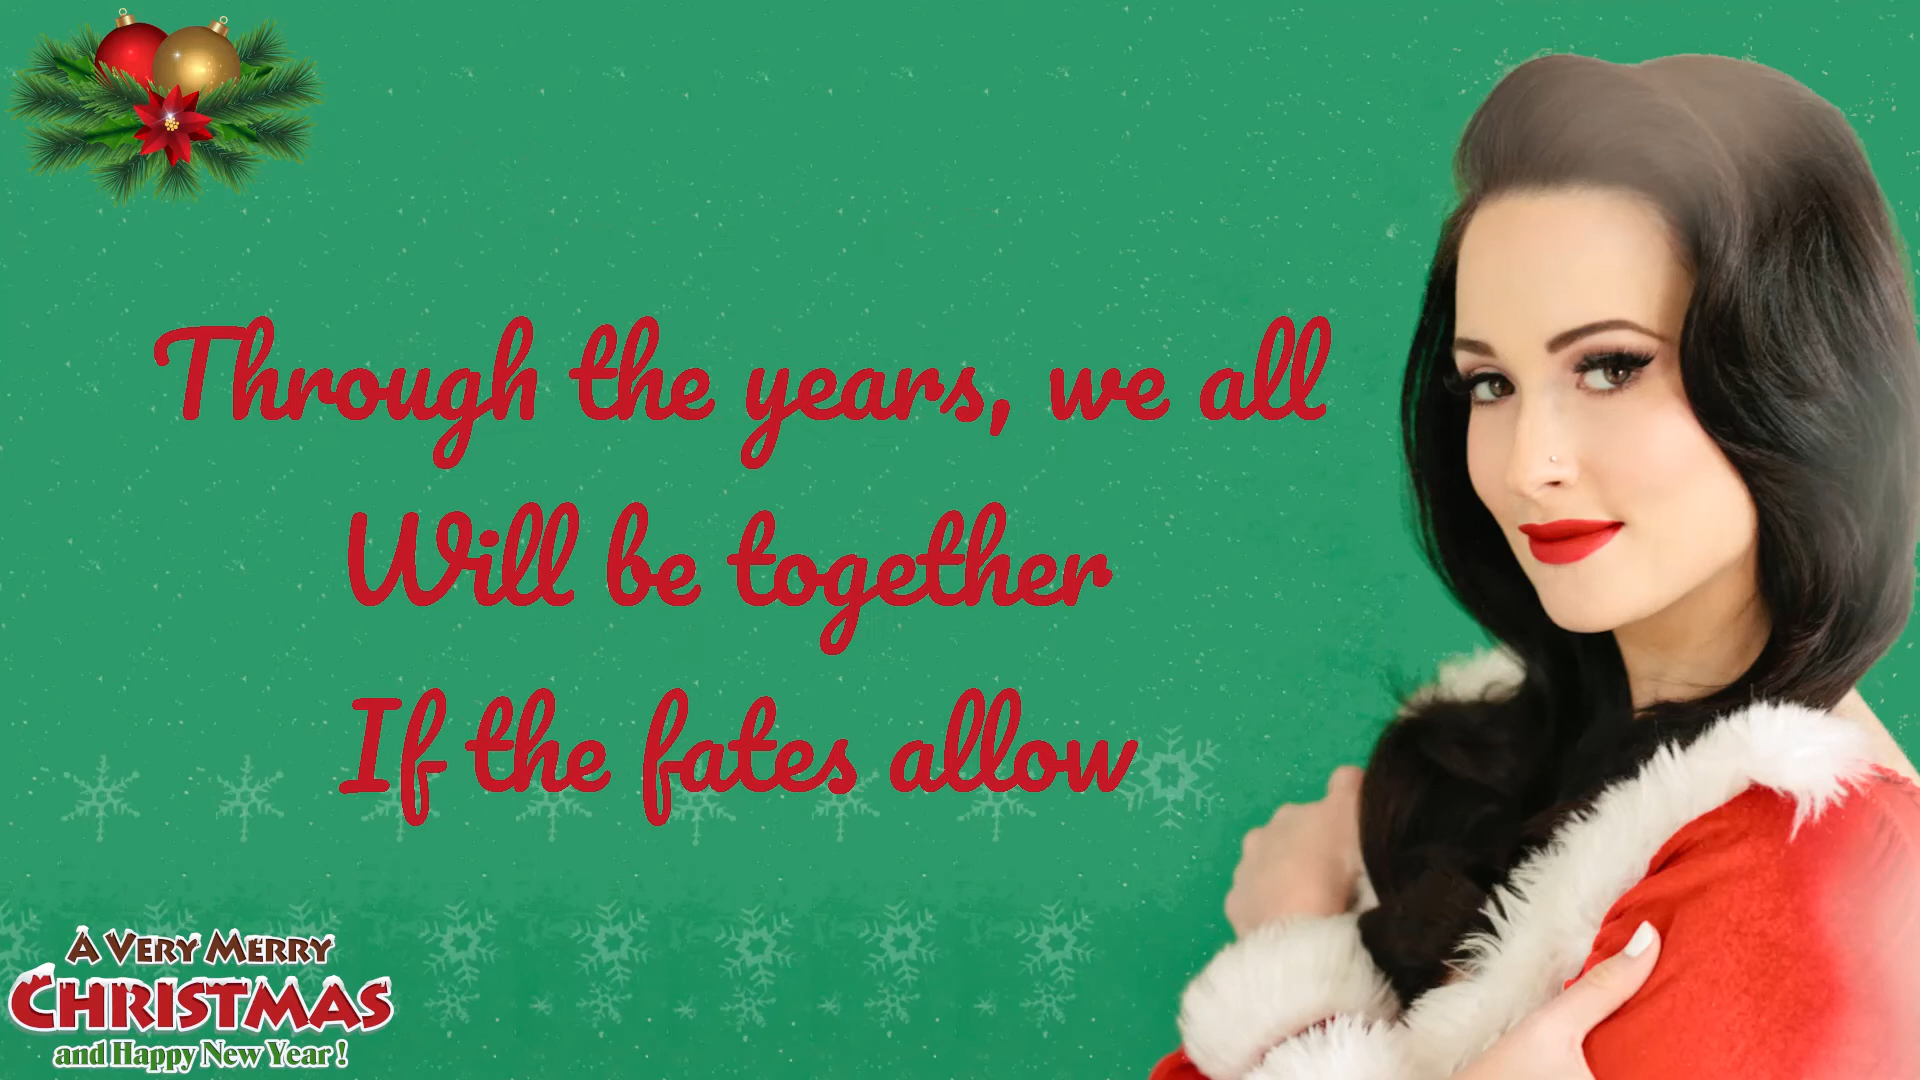 Through the years, we all
Will be together
If the fates allow
A VERY MERRY
CHRISTMAS
and Happy New Year !